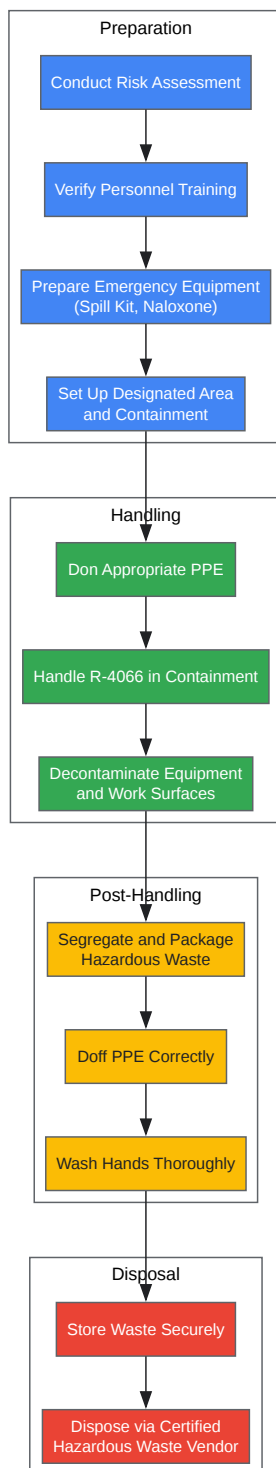 Preparation
Conduct Risk Assessment
Verify Personnel Training
Prepare Emergency Equipment
(Spill Kit, Naloxone)
Set Up Designated Area
and Containment
Handling
Don Appropriate PPE
Handle R-4066 in Containment
Decontaminate Equipment
and Work Surfaces
Post-Handling
Segregate and Package
Hazardous Waste
Doff PPE Correctly
Wash Hands Thoroughly
Disposal
Store Waste Securely
Dispose via Certified
Hazardous Waste Vendor